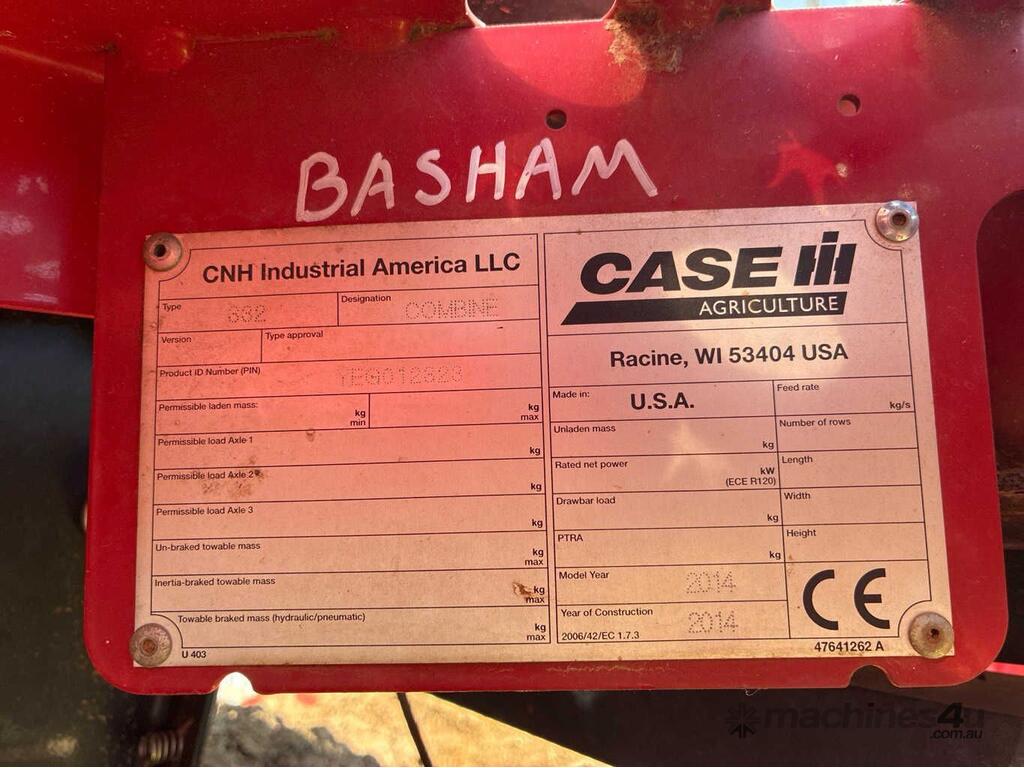 BASHAM
CNH Industrial America LLC
Type 632
Designation COMBINE
Version
Type approval
Product ID Number (PIN) YEG012823
Permissible laden mass: kg min kg max
Permissible load Axle 1 kg
Permissible load Axle 2 kg
Permissible load Axle 3 kg
Un-braked towable mass kg max
Inertia-braked towable mass kg max
Towable braked mass (hydraulic/pneumatic) kg max
U 403
CASE IH
AGRICULTURE
Racine, WI 53404 USA
Made in: U.S.A.
Feed rate kg/s
Unladen mass kg
Number of rows
Rated net power kW (ECE R120)
Length
Drawbar load kg
Width
PTRA kg
Height
Model Year 2014
Year of Construction 2014
2006/42/EC 1.7.3
CE
47641262 A
machines4u
.com.au